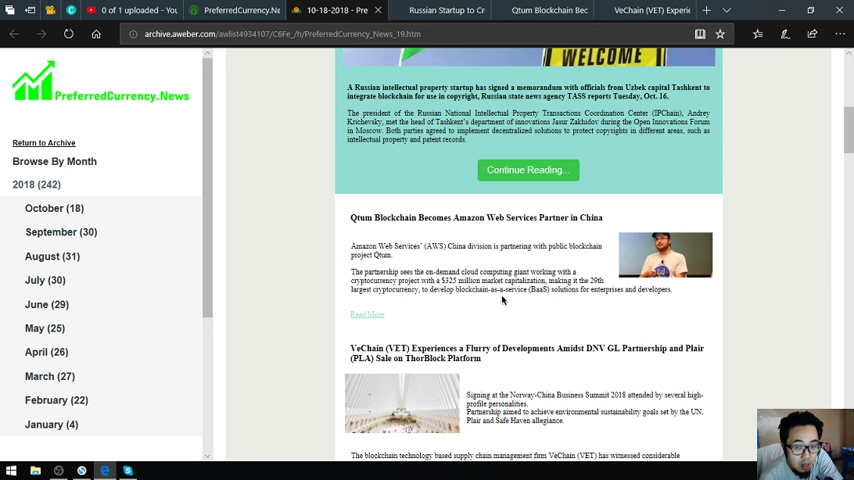 0 of 1 uploaded - You
PreferredCurrency.Ne
10-18-2018 - Pre
Russian Startup to Cr
Qtum Blockchain Bec
VeChain (VET) Experie
archive.aweber.com/awlist4934107/C6Fe_/h/PreferredCurrency_News_19.htm
WELCOME
PreferredCurrency.News
Return to Archive
Browse By Month
2018 (242)
October (18)
September (30)
August (31)
July (30)
June (29)
May (25)
April (26)
March (27)
February (22)
January (4)
A Russian intellectual property startup has signed a memorandum with officials from Uzbek capital Tashkent to
integrate blockchain for use in copyright, Russian state news agency TASS reports Tuesday, Oct. 16.
The president of the Russian National Intellectual Property Transactions Coordination Center (IPChain), Andrey
Krichevsky, met the head of Tashkent's department of innovations Jasur Zakhidov during the Open Innovations Forum
in Moscow. Both parties agreed to implement decentralized solutions to protect copyrights in different areas, such as
intellectual property and patent records.
Continue Reading...
Qtum Blockchain Becomes Amazon Web Services Partner in China
Amazon Web Services' (AWS) China division is partnering with public blockchain
project Qtum.
The partnership sees the on-demand cloud computing giant working with a
cryptocurrency project with a $325 million market capitalization, making it the 29th
largest cryptocurrency, to develop blockchain-as-a-service (BaaS) solutions for enterprises and developers.
Read More
VeChain (VET) Experiences a Flurry of Developments Amidst DNV GL Partnership and Plair
(PLA) Sale on ThorBlock Platform
Signing at the Norway-China Business Summit 2018 attended by several high-
profile personalities.
Partnership aimed to achieve environmental sustainability goals set by the UN.
Plair and Safe Haven allegiance.
The blockchain technology based supply chain management firm VeChain (VET) has witnessed considerable